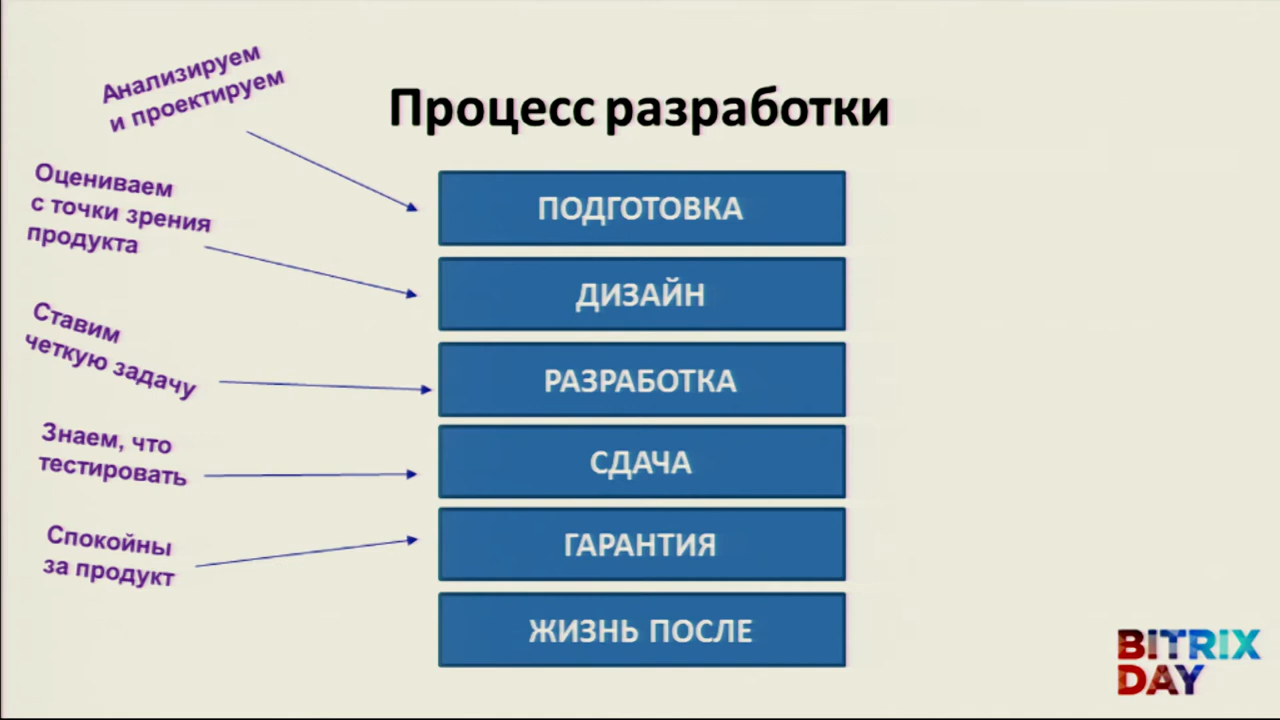 Процесс разработки
Анализируем
и проектируем
ПОДГОТОВКА
Оцениваем
с точки зрения
продукта
ДИЗАЙН
Ставим
четкую задачу
РАЗРАБОТКА
Знаем, что
тестировать
СДАЧА
Спокойны
за продукт
ГАРАНТИЯ
ЖИЗНЬ ПОСЛЕ
BITRIX
DAY